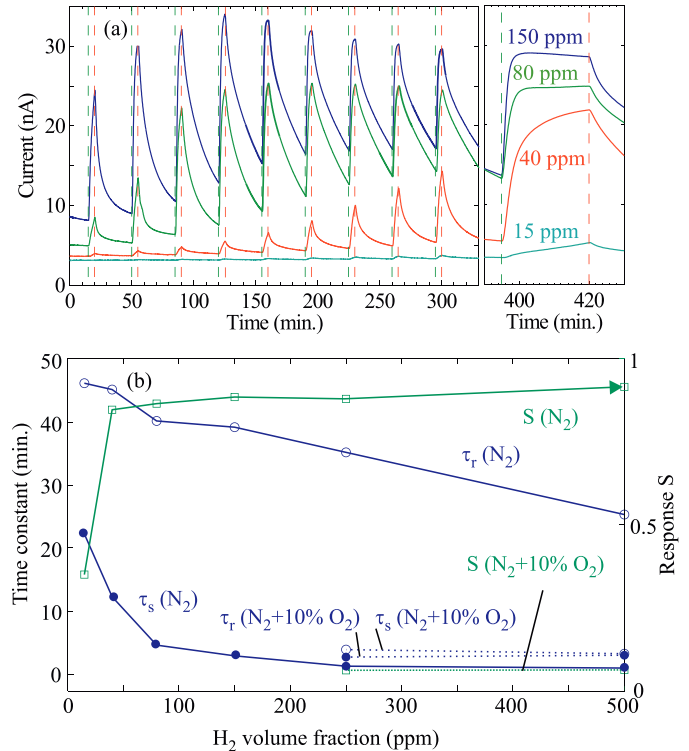 (a)
Current (nA)
30
20
10
0
0
50
100
150
200
250
300
Time (min.)
150 ppm
80 ppm
40 ppm
15 ppm
400
420
Time (min.)
(b)
Time constant (min.)
50
40
30
20
10
0
S (N2)
τr (N2)
τs (N2)
S (N2+10% O2)
τr (N2+10% O2)
τs (N2+10% O2)
1
0.5
0
Response S
0
100
200
300
400
500
H2 volume fraction (ppm)